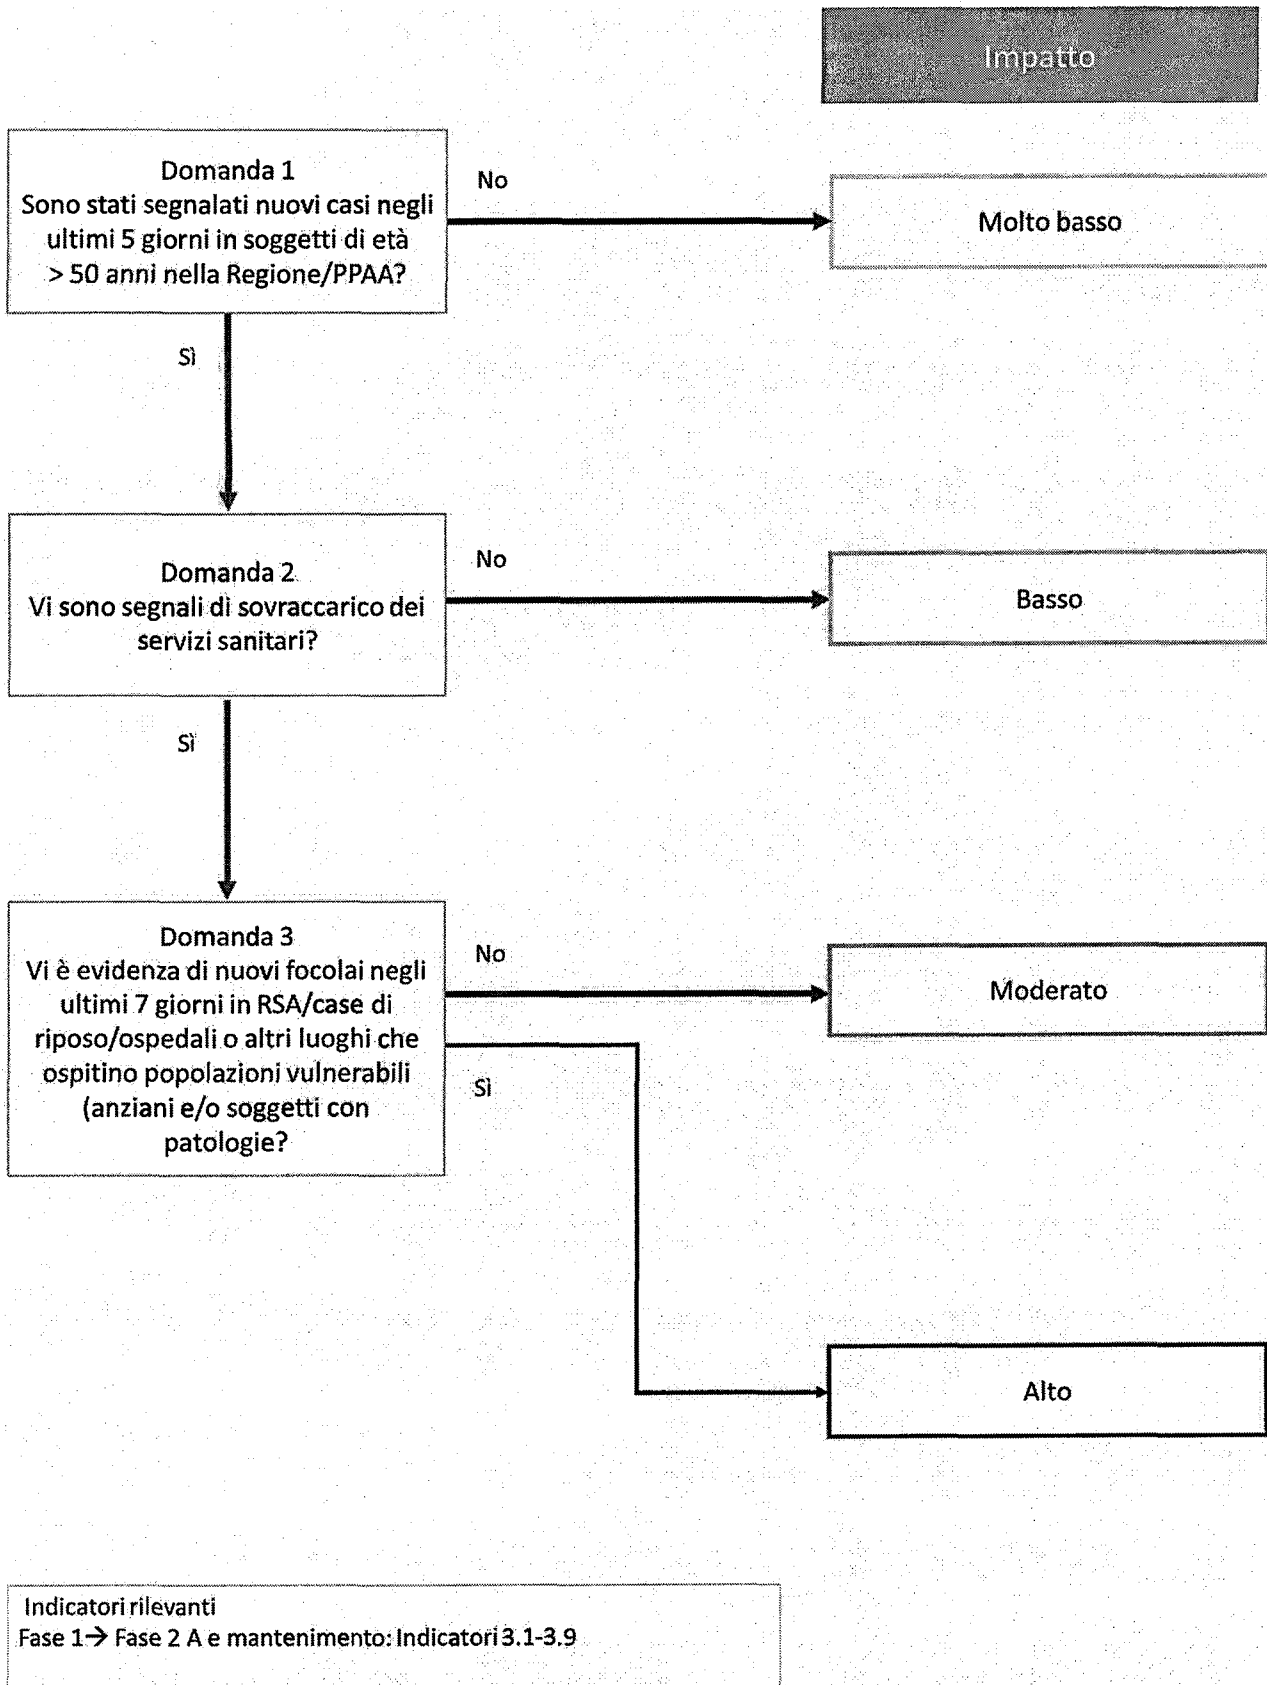 Impatto
Domanda 1
Sono stati segnalati nuovi casi negli
ultimi 5 giorni in soggetti di età
> 50 anni nella Regione/PPAA?
No
Molto basso
Sì
Domanda 2
Vi sono segnali di sovraccarico dei
servizi sanitari?
No
Basso
Sì
Domanda 3
Vi è evidenza di nuovi focolai negli
ultimi 7 giorni in RSA/case di
riposo/ospedali o altri luoghi che
ospitino popolazioni vulnerabili
(anziani e/o soggetti con
patologie?
No
Moderato
Sì
Alto
Indicatori rilevanti
Fase 1→ Fase 2 A e mantenimento: Indicatori 3.1-3.9